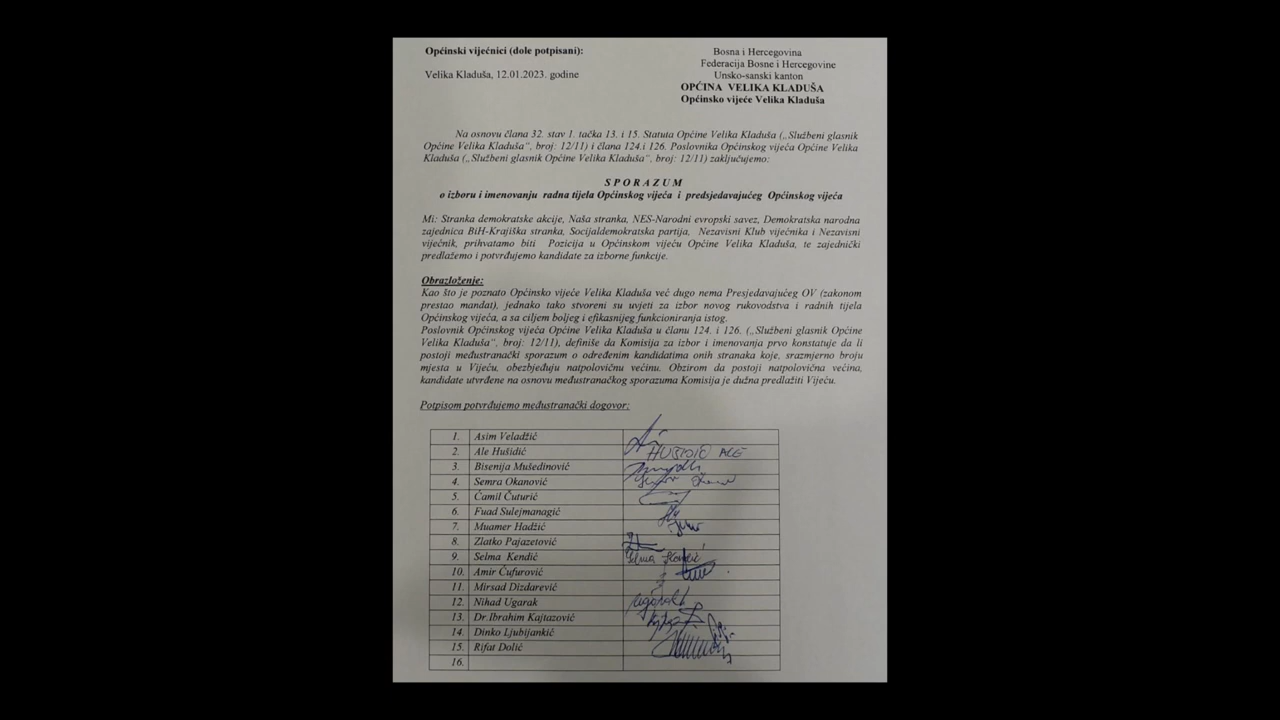 Općinski vijećnici (dole potpisani):
Velika Kladuša, 12.01.2023. godine
Bosna i Hercegovina
Federacija Bosne i Hercegovine
Unsko-sanski kanton
OPĆINA VELIKA KLADUŠA
Općinsko vijeće Velika Kladuša
Na osnovu člana 32. stav 1. tačka 13. i 15. Statuta Općine Velika Kladuša („Službeni glasnik
Općine Velika Kladuša“, broj: 12/11) i člana 124.i 126. Poslovnika Općinskog vijeća Općine Velika
Kladuša („Službeni glasnik Općine Velika Kladuša“, broj: 12/11) zaključujemo:
S P O R A Z U M
o izboru i imenovanju radna tijela Općinskog vijeća i predsjedavajućeg Općinskog vijeća
Mi: Stranka demokratske akcije, Naša stranka, NES-Narodni evropski savez, Demokratska narodna
zajednica BiH-Krajiška stranka, Socijaldemokratska partija, Nezavisni Klub vijećnika i Nezavisni
vijećnik, prihvatamo biti Pozicija u Općinskom vijeću Općine Velika Kladuša, te zajednički
predlažemo i potvrđujemo kandidate za izborne funkcije.
Obrazloženje:
Kao što je poznato Općinsko vijeće Velika Kladuša već dugo nema Presjedavajućeg OV (zakonom
prestao mandat), jednako tako stvoreni su uvjeti za izbor novog rukovodstva i radnih tijela
Općinskog vijeća, a sa ciljem boljeg i efikasnijeg funkcioniranja istog.
Poslovnik Općinskog vijeća Općine Velika Kladuša u članu 124. i 126. („Službeni glasnik Općine
Velika Kladuša“, broj: 12/11), definiše da Komisija za izbor i imenovanja prvo konstatuje da li
postoji međustranački sporazum o određenim kandidatima onih stranaka koje, srazmjerno broju
mjesta u Vijeću, obezbjeđuju natpolovičnu većinu. Obzirom da postoji natpolovična većina,
kandidate utvrđene na osnovu međustranačkog sporazuma Komisija je dužna predlažiti Vijeću.
Potpisom potvrđujemo međustranački dogovor:
1. Asim Veladžić
2. Ale Hušidić HUŠIDIĆ ALE
3. Bisenija Mušedinović
4. Semra Okanović
5. Ćamil Ćuturić
6. Fuad Sulejmanagić
7. Muamer Hadžić
8. Zlatko Pajazetović
9. Selma Kendić Selma Kendić
10. Amir Čufurović
11. Mirsad Dizdarević
12. Nihad Ugarak
13. Dr.Ibrahim Kajtazović
14. Dinko Ljubijankić
15. Rifat Dolić
16.